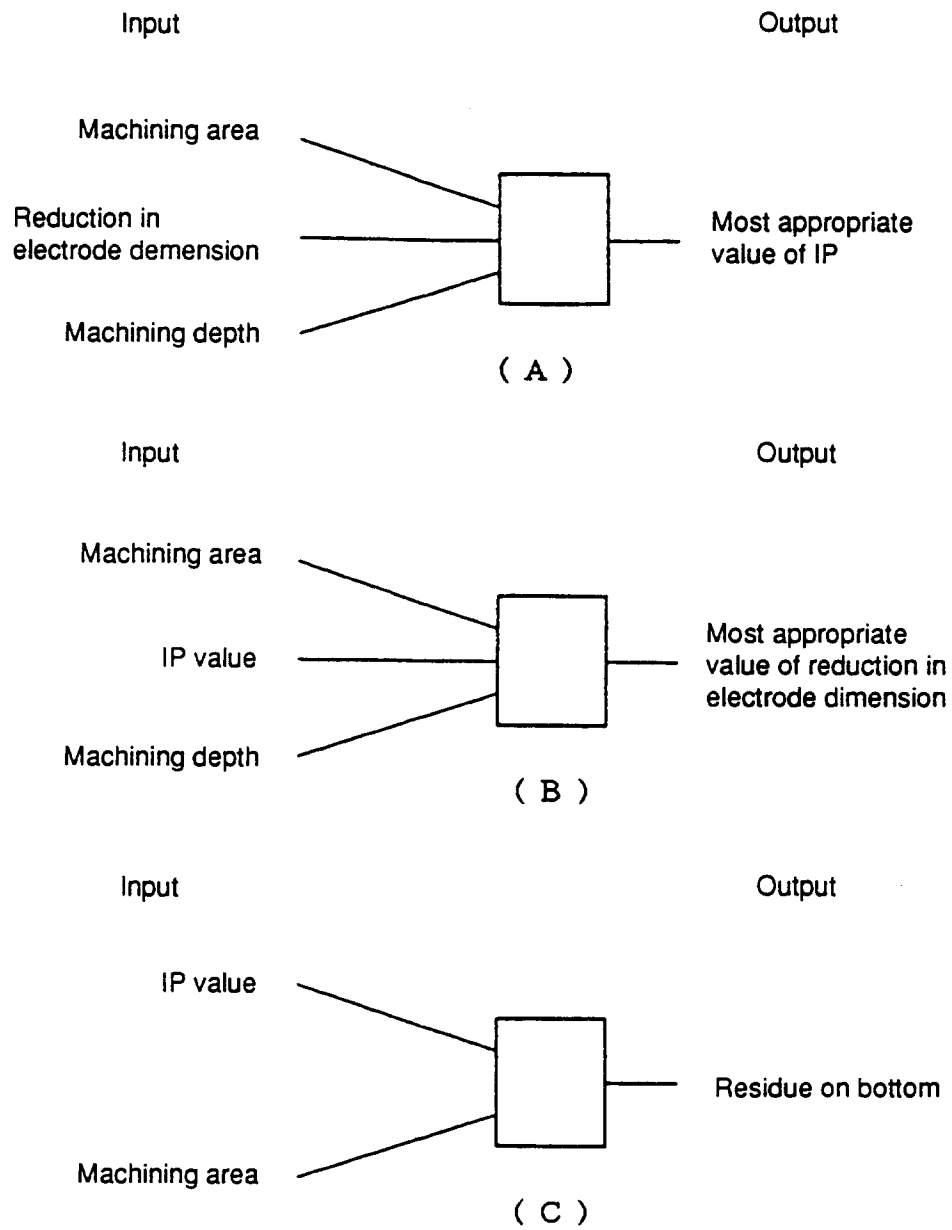 Input
Output
Machining area
Reduction in
electrode demension
Machining depth
Most appropriate
value of IP
( A )
Input
Output
Machining area
IP value
Machining depth
Most appropriate
value of reduction in
electrode dimension
( B )
Input
Output
IP value
Machining area
Residue on bottom
( C )